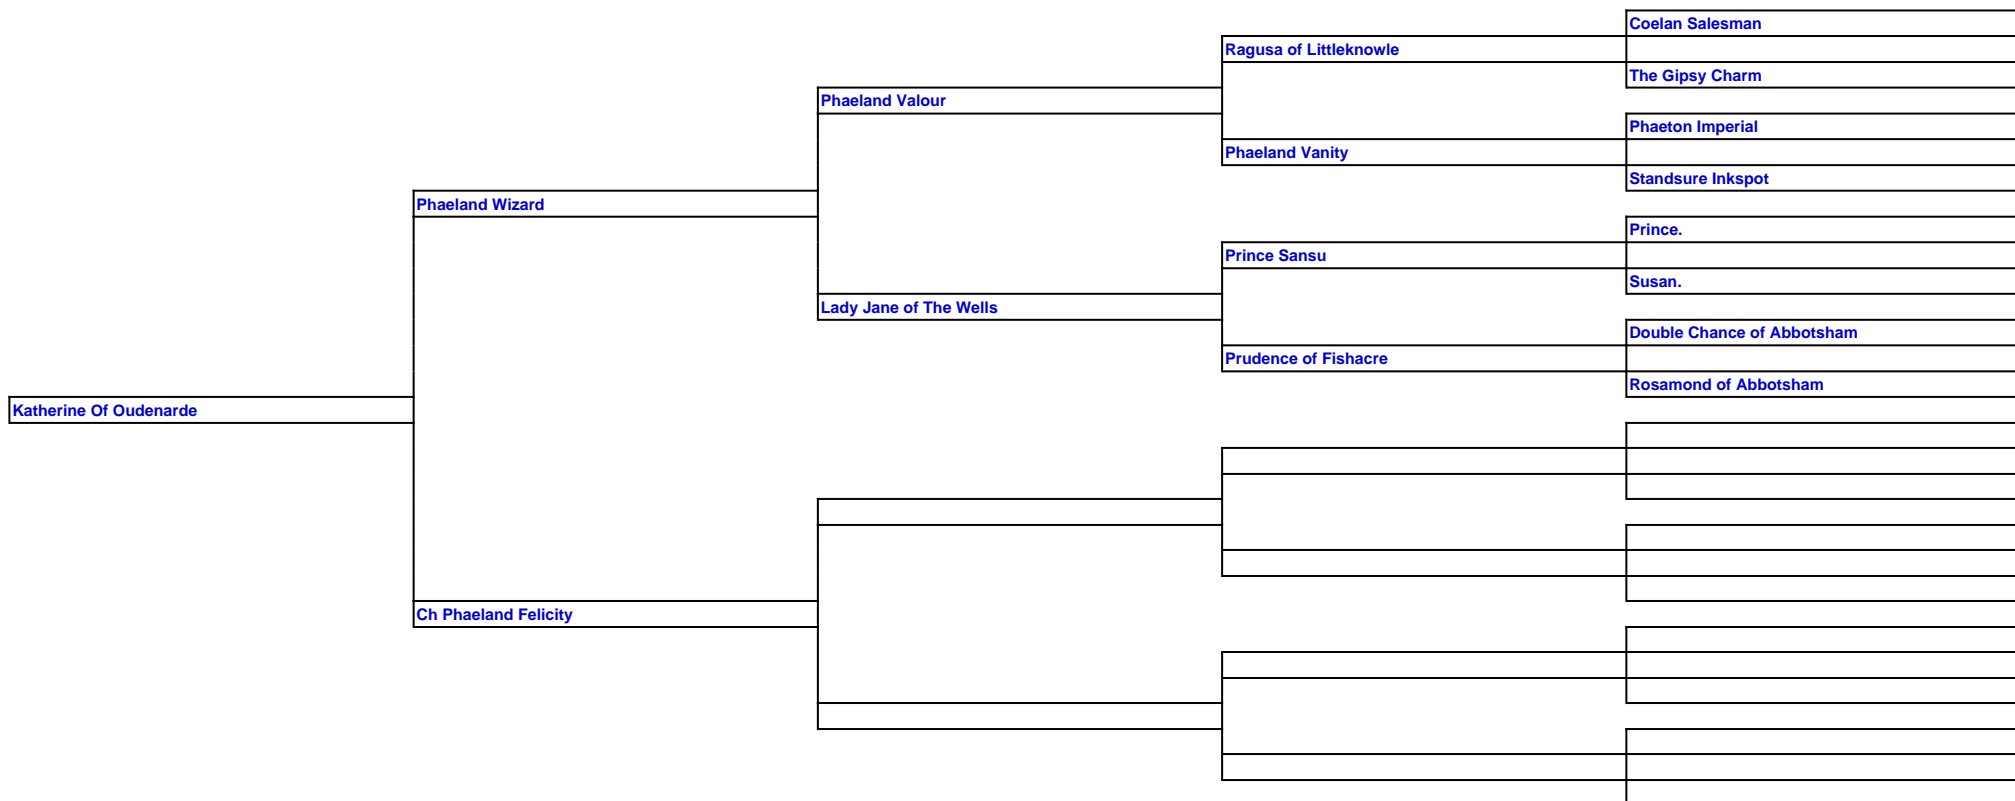 Coelan Salesman
Ragusa of Littleknowle
The Gipsy Charm
Phaeland Valour
Phaeton Imperial
Phaeland Vanity
Standsure Inkspot
Phaeland Wizard
Prince.
Prince Sansu
Susan.
Lady Jane of The Wells
Double Chance of Abbotsham
Prudence of Fishacre
Rosamond of Abbotsham
Katherine Of Oudenarde
Ch Phaeland Felicity